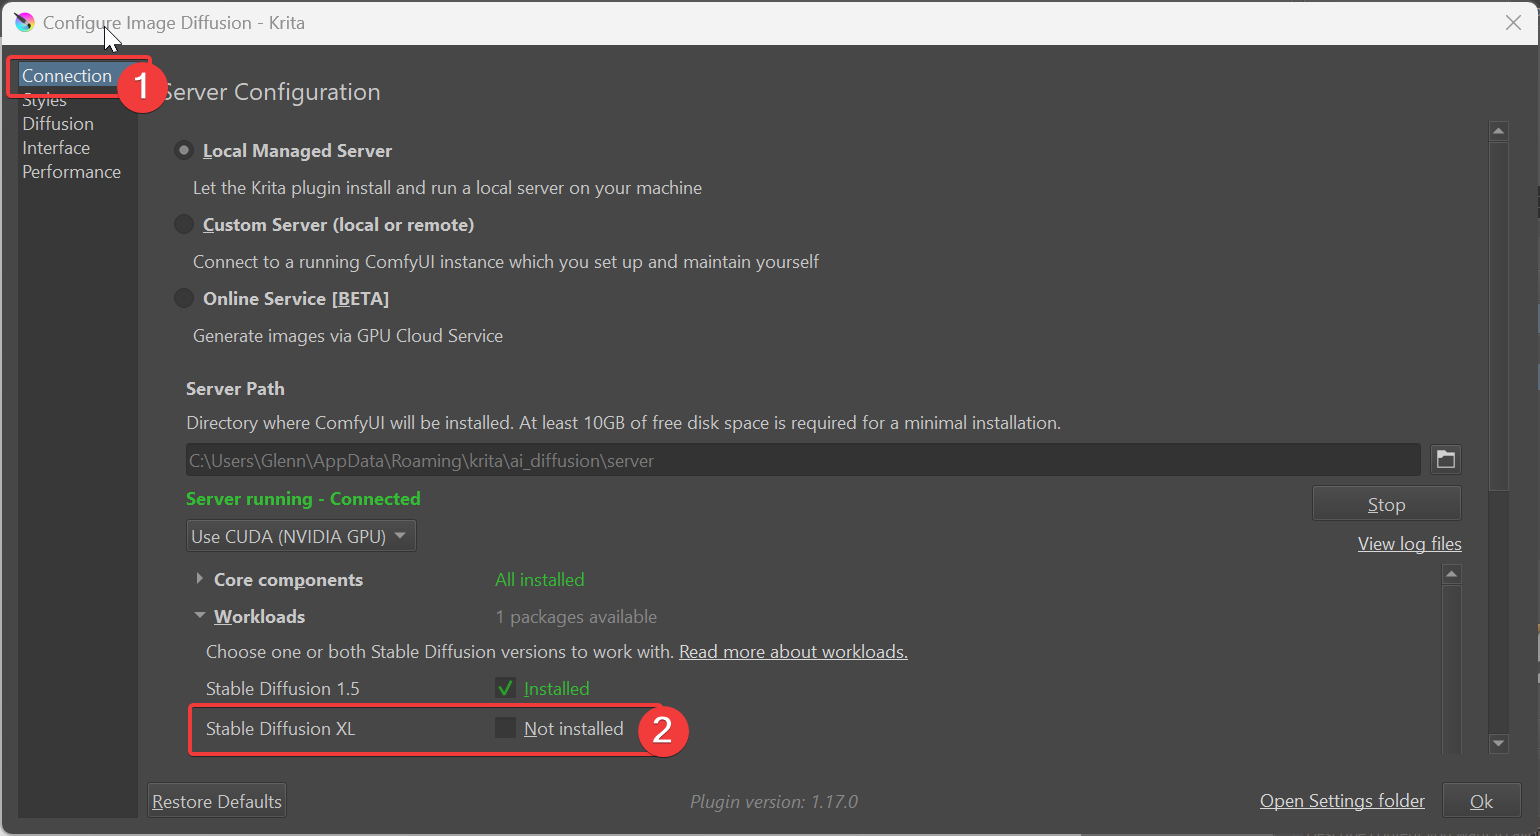 Configure Image Diffusion - Krita
Connection
1
Styles
Diffusion
Interface
Performance
Server Configuration
Local Managed Server
Let the Krita plugin install and run a local server on your machine
Custom Server (local or remote)
Connect to a running ComfyUI instance which you set up and maintain yourself
Online Service [BETA]
Generate images via GPU Cloud Service
Server Path
Directory where ComfyUI will be installed. At least 10GB of free disk space is required for a minimal installation.
C:\Users\Glenn\AppData\Roaming\krita\ai_diffusion\server
Server running - Connected
Stop
Use CUDA (NVIDIA GPU)
View log files
Core components All installed
Workloads 1 packages available
Choose one or both Stable Diffusion versions to work with. Read more about workloads.
Stable Diffusion 1.5 Installed
Stable Diffusion XL Not installed 2
Restore Defaults Plugin version: 1.17.0 Open Settings folder Ok